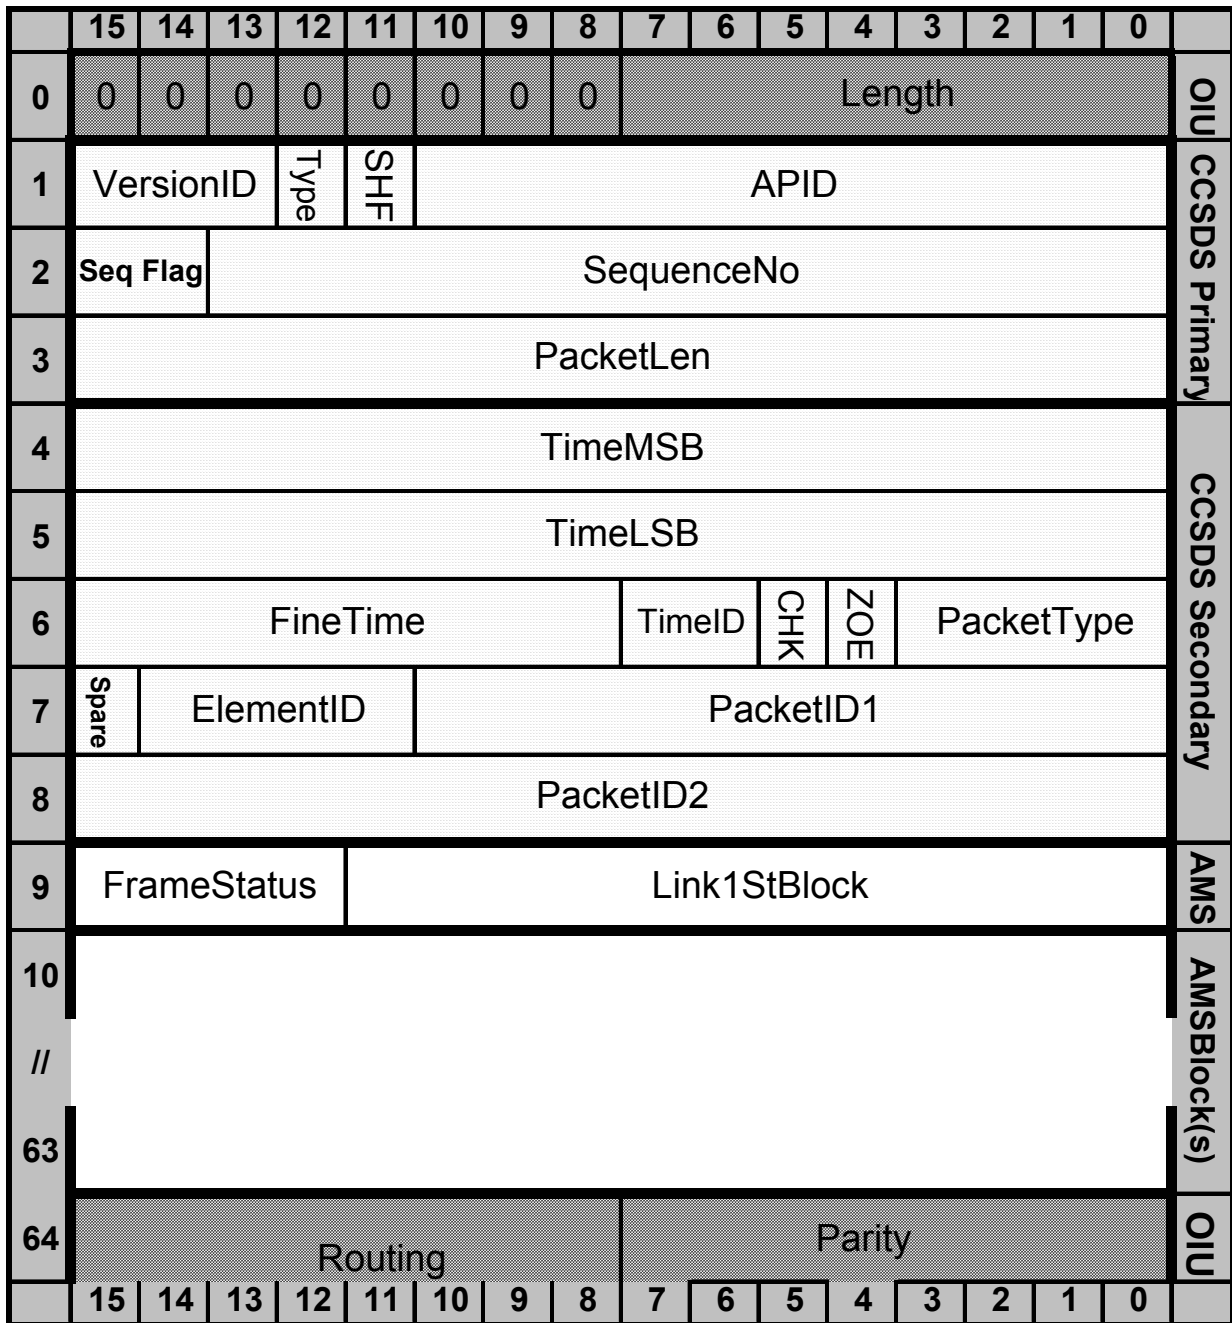 15 14 13 12 11 10 9 8 7 6 5 4 3 2 1 0
0 0 0 0 0 0 0 0 0 Length OIU
1 VersionID Type SHF APID CCSDS Primary
2 Seq Flag SequenceNo
3 PacketLen
4 TimeMSB CCSDS Secondary
5 TimeLSB
6 FineTime TimeID CHK ZOE PacketType
7 Spare ElementID PacketID1
8 PacketID2
9 FrameStatus Link1StBlock AMS
10 AMSBlock(s)
//
63
64 Routing Parity OIU
15 14 13 12 11 10 9 8 7 6 5 4 3 2 1 0